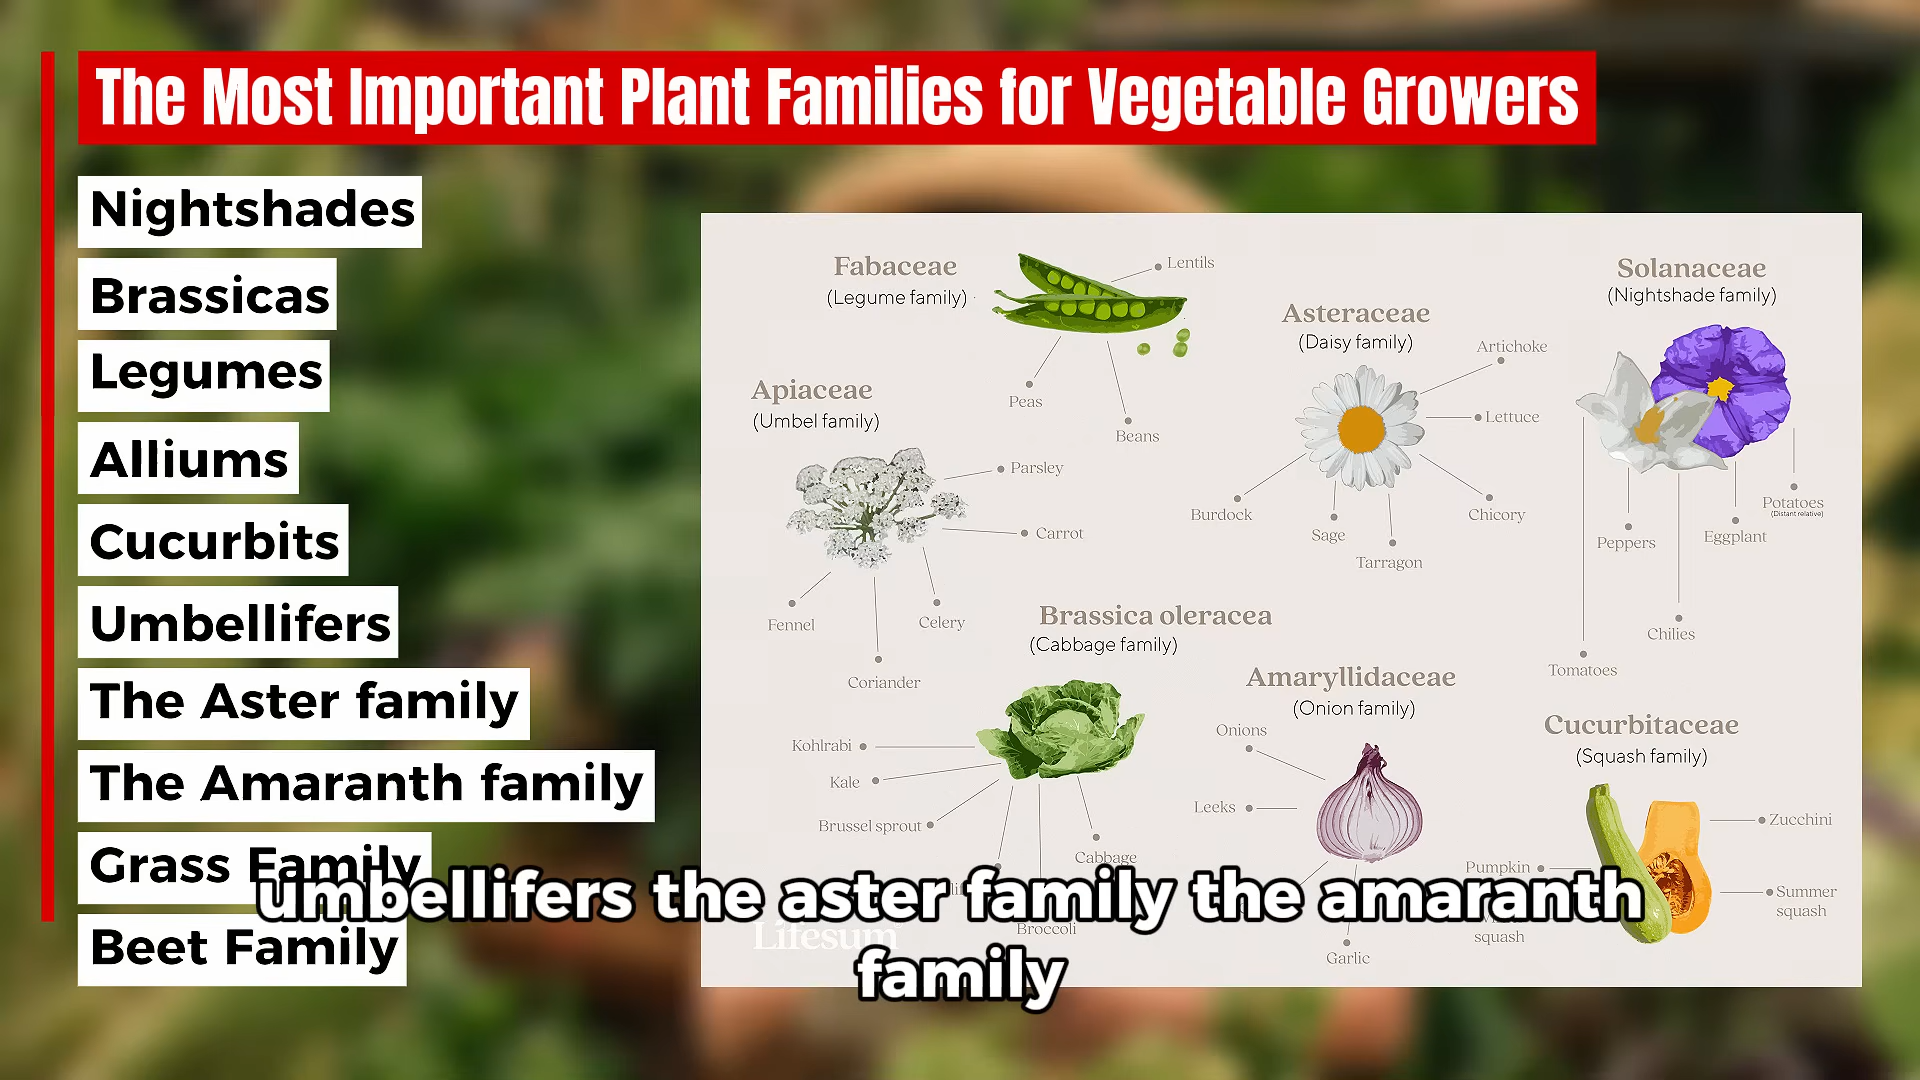 The Most Important Plant Families for Vegetable Growers
Nightshades
Brassicas
Legumes
Alliums
Cucurbits
Umbellifers
The Aster family
The Amaranth family
Grass Family
Beet Family
Fabaceae
(Legume family)
Lentils
Peas
Beans
Asteraceae
(Daisy family)
Artichoke
Lettuce
Burdock
Sage
Tarragon
Chicory
Solanaceae
(Nightshade family)
Potatoes
(Distant relative)
Peppers
Eggplant
Chilies
Tomatoes
Apiaceae
(Umbel family)
Parsley
Carrot
Fennel
Celery
Coriander
Brassica oleracea
(Cabbage family)
Kohlrabi
Kale
Brussel sprout
Cabbage
Broccoli
Amaryllidaceae
(Onion family)
Onions
Leeks
Garlic
Cucurbitaceae
(Squash family)
Zucchini
Pumpkin
Summer
squash
squash
Lifesum
umbellifers the aster family the amaranth
family